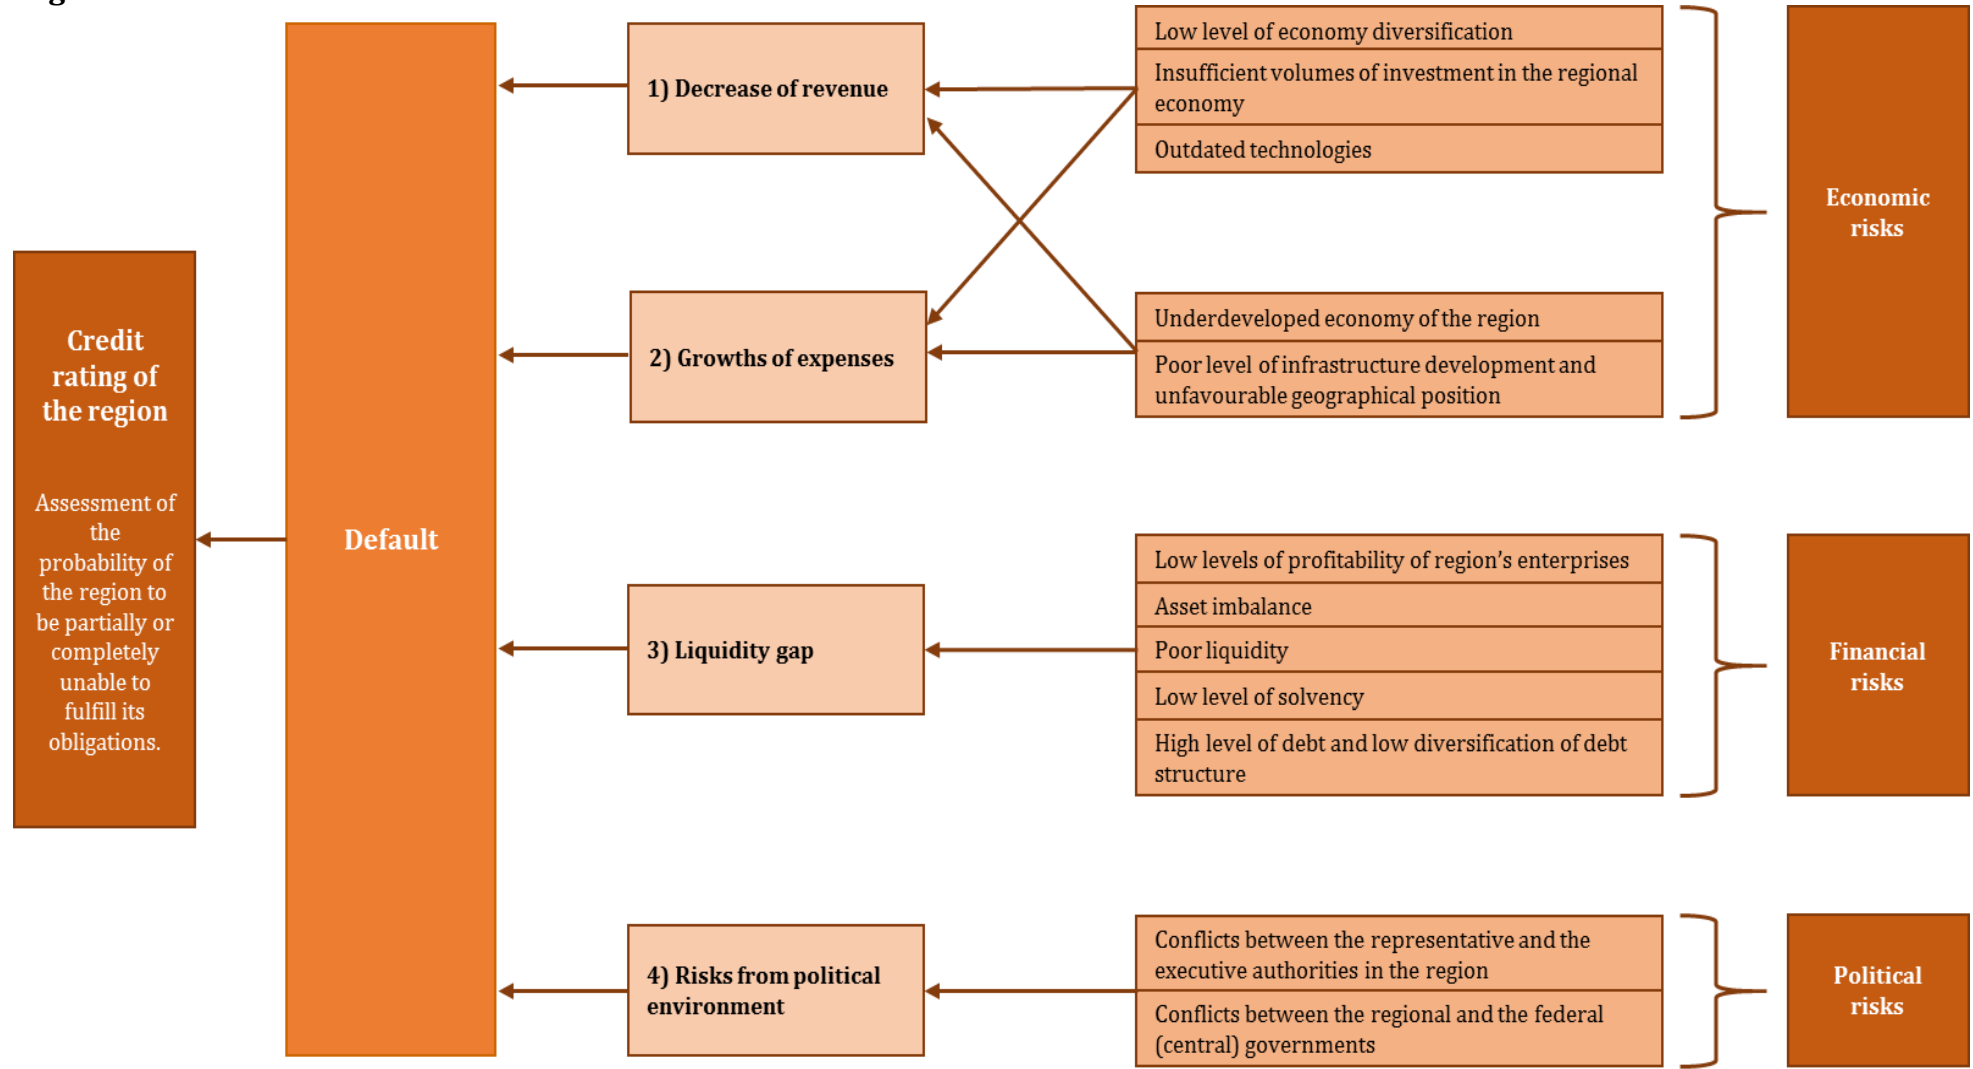 1) Decrease of revenue
Low level of economy diversification
Insufficient volumes of investment in the regional
economy
Outdated technologies
Economic
risks
Credit
rating of
the region
Assessment of
the
probability of
the region to
be partially or
completely
unable to
fulfill its
obligations.
Default
2) Growths of expenses
Underdeveloped economy of the region
Poor level of infrastructure development and
unfavourable geographical position
3) Liquidity gap
Low levels of profitability of region’s enterprises
Asset imbalance
Poor liquidity
Low level of solvency
High level of debt and low diversification of debt
structure
Financial
risks
4) Risks from political
environment
Conflicts between the representative and the
executive authorities in the region
Conflicts between the regional and the federal
(central) governments
Political
risks